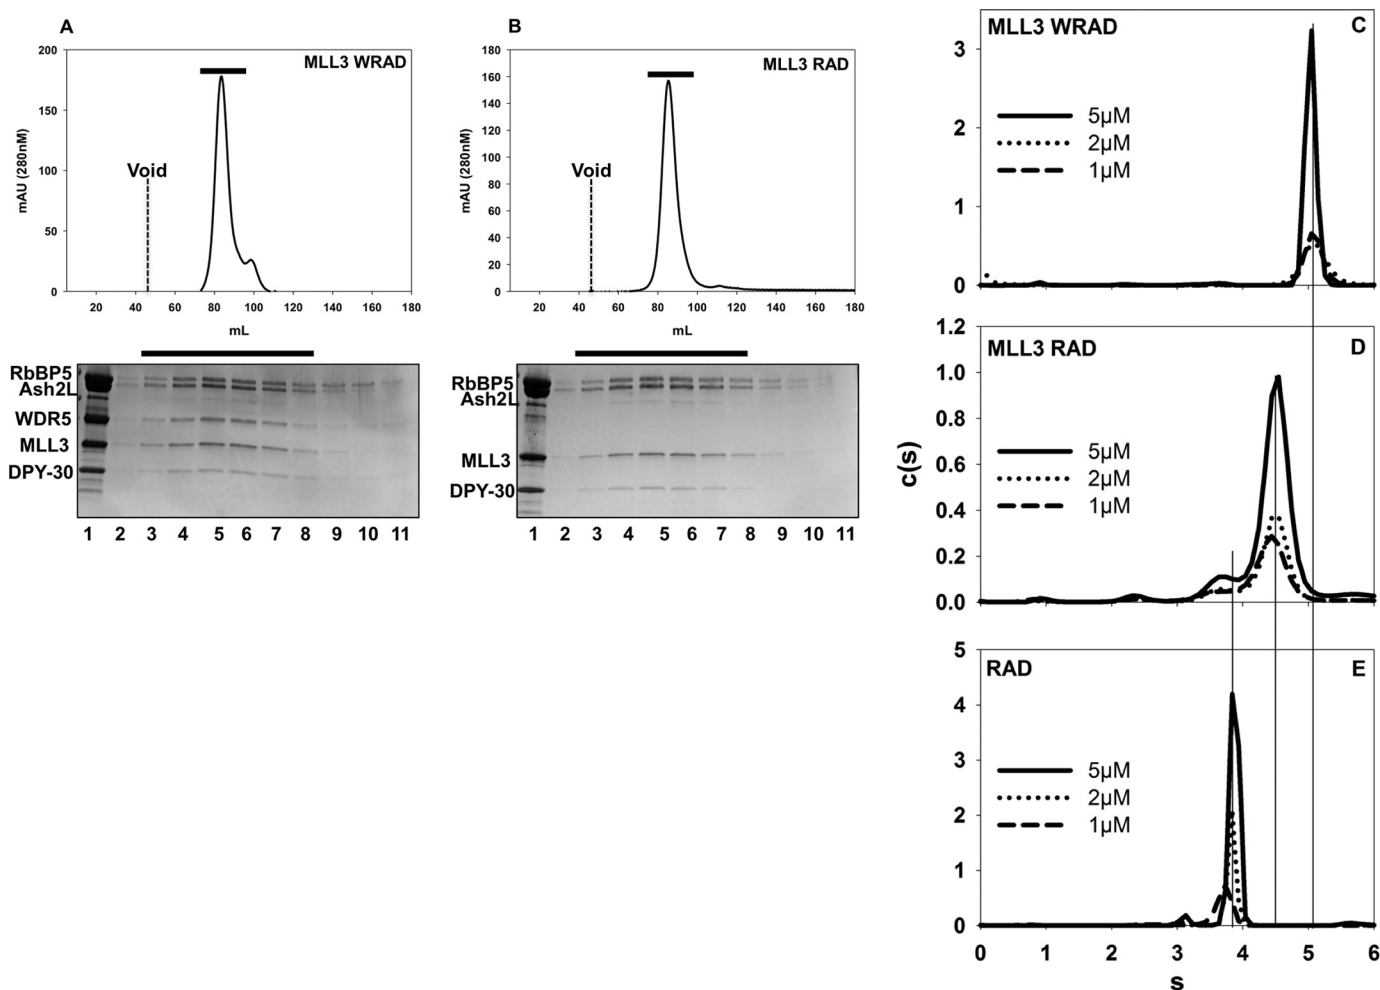 A
MLL3 WRAD
200
150
100
50
0
mAU (280nM)
Void
20 40 60 80 100 120 140
mL
B
MLL3 RAD
180
160
140
120
100
80
60
40
20
0
mAU (280nM)
Void
20 40 60 80 100 120 140 160 180
mL
RbBP5
Ash2L
WDR5
MLL3
DPY-30
1 2 3 4 5 6 7 8 9 10 11
RbBP5
Ash2L
MLL3
DPY-30
1 2 3 4 5 6 7 8 9 10 11
MLL3 WRAD C
3
2
1
0
5µM
2µM
1µM
MLL3 RAD D
1.2
1.0
0.8
0.6
0.4
0.2
0.0
5µM
2µM
1µM
c(s)
RAD E
5
4
3
2
1
0
5µM
2µM
1µM
0 1 2 3 4 5 6
s